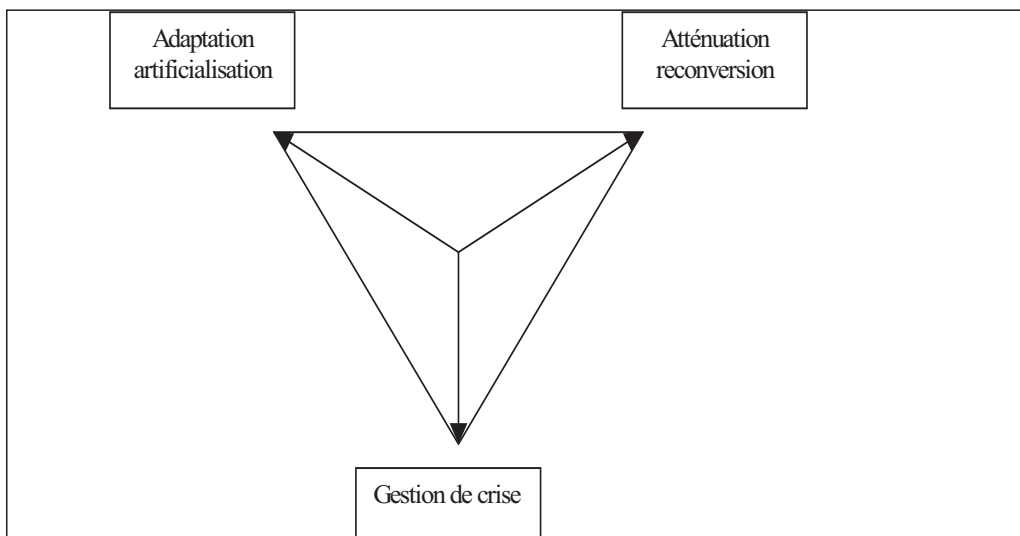 Adaptation
artificialisation
Atténuation
reconversion
Gestion de crise